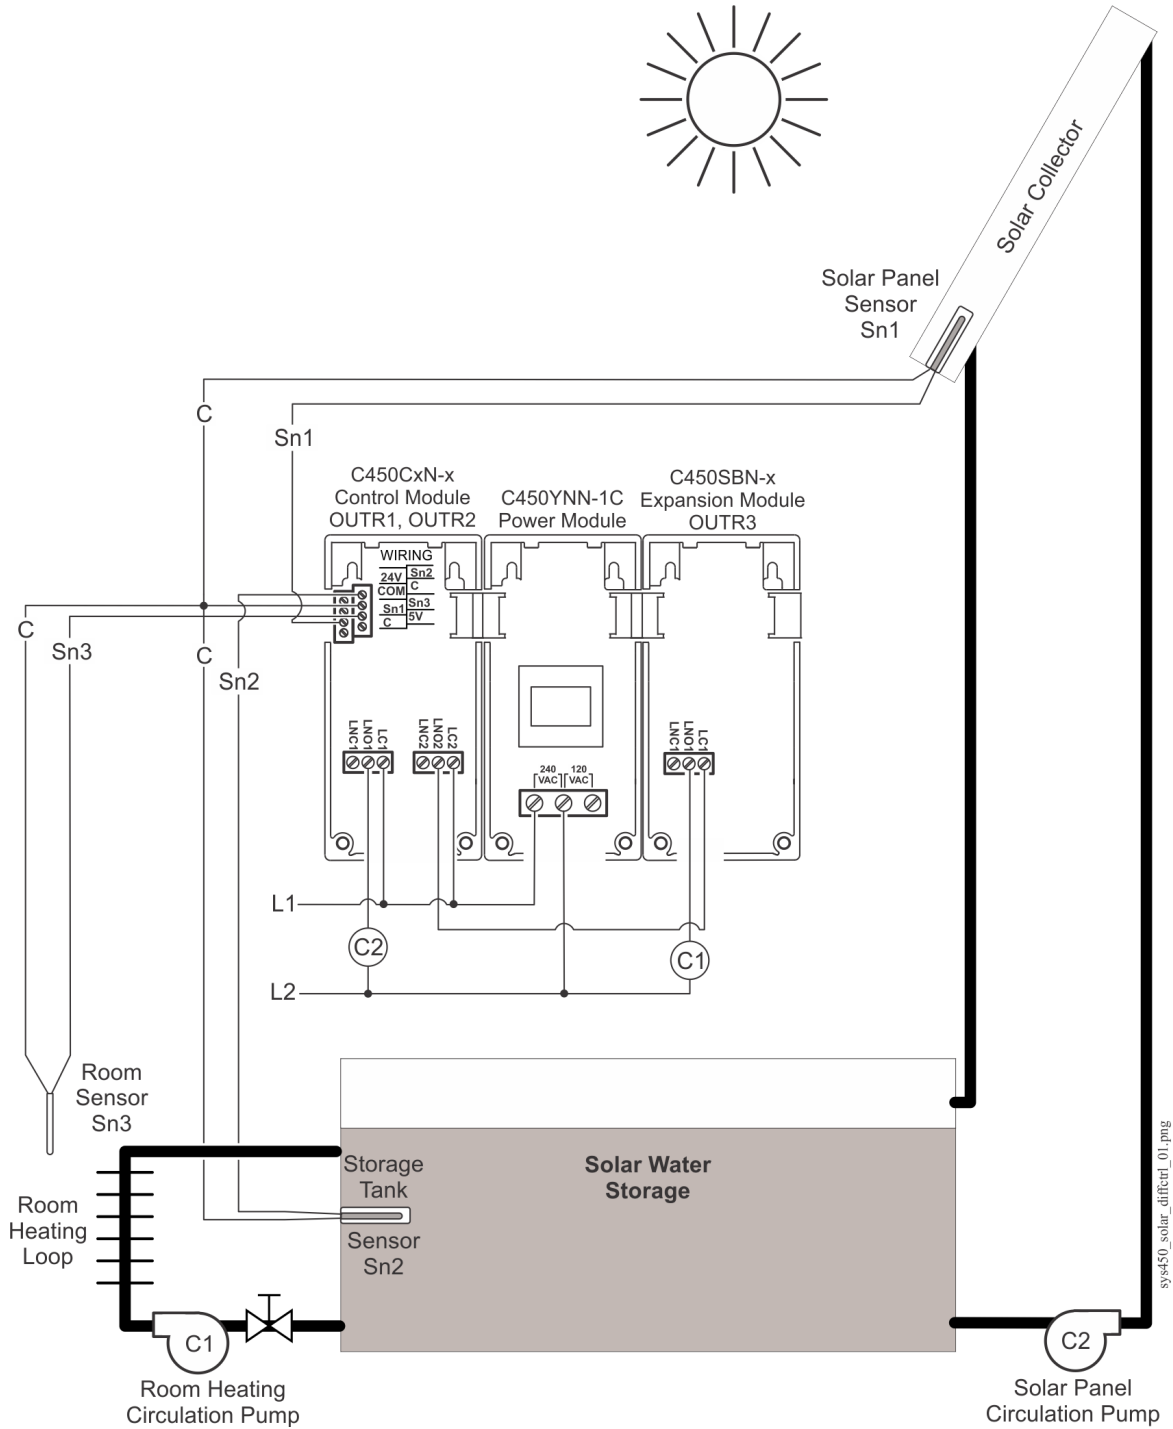 Solar Collector
Solar Panel
Sensor
Sn1
C
Sn1
C450CxN-x
Control Module
OUTR1, OUTR2
C450YNN-1C
Power Module
C450SBN-x
Expansion Module
OUTR3
WIRING
Sn2
24V
C
COM
Sn3
Sn1
5V
C
C
Sn3
C
Sn2
LNC1
LNO1
LC1
LNC2
LNO2
LC2
240
VAC
120
VAC
LNC1
LNO1
LC1
L1
C2
C1
L2
Room
Sensor
Sn3
Storage
Tank
Solar Water
Storage
Sensor
Sn2
Room
Heating
Loop
C1
Room Heating
Circulation Pump
C2
Solar Panel
Circulation Pump
sys450_solar_diffctrl_01.png